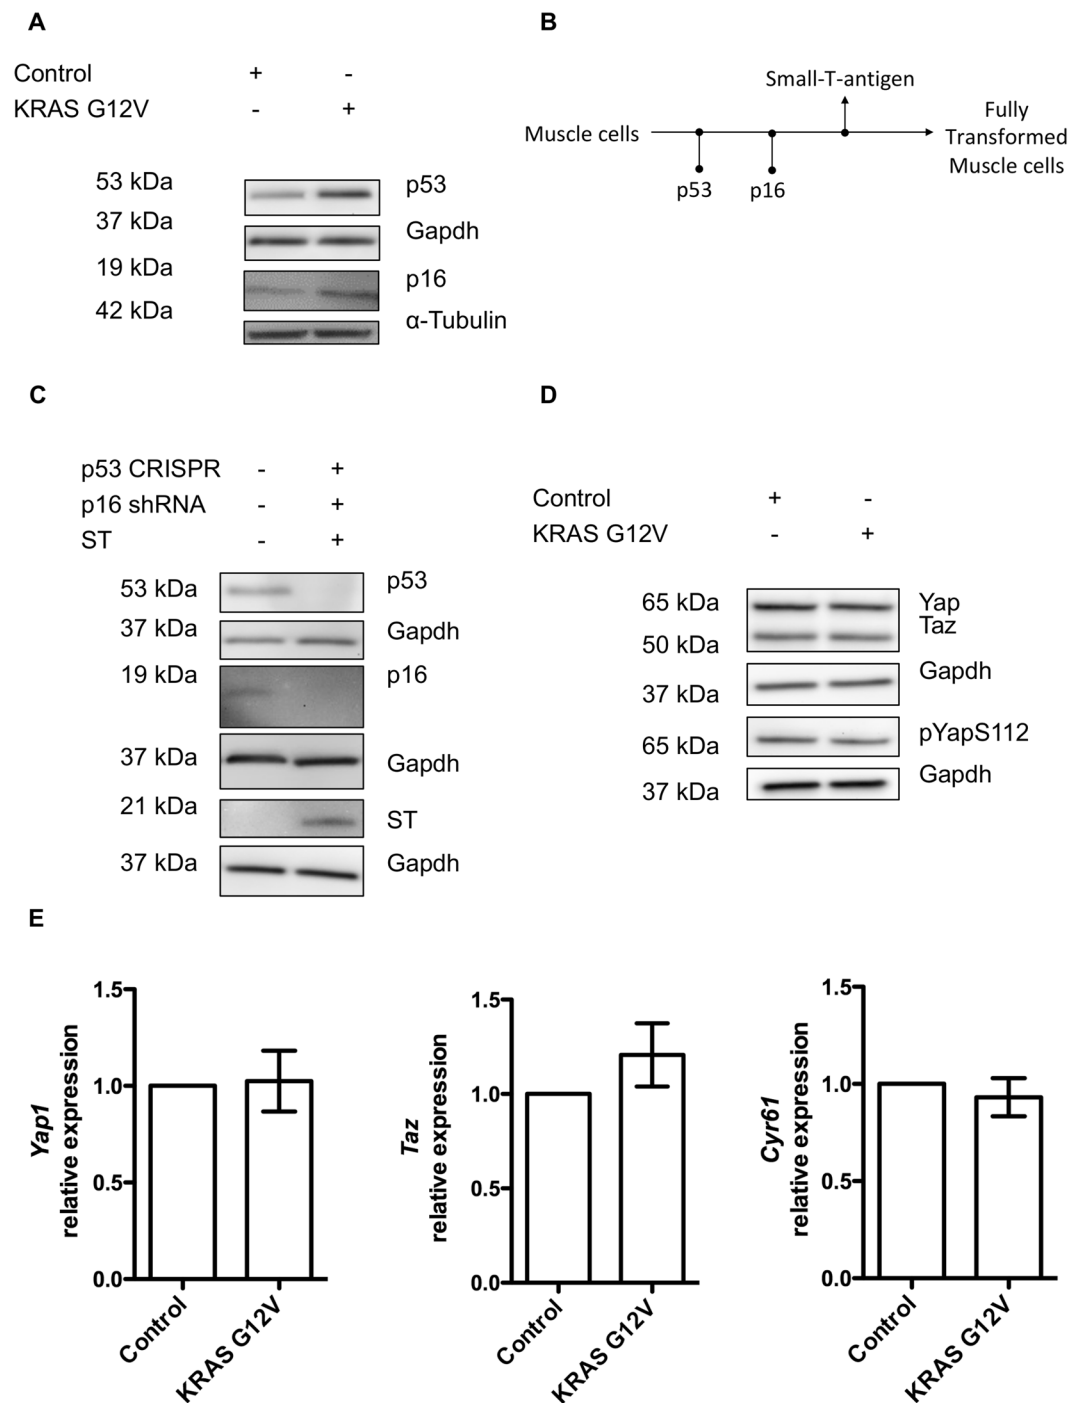 A
Control + -
KRAS G12V - +
53 kDa p53
37 kDa Gapdh
19 kDa p16
42 kDa α-Tubulin
B
Small-T-antigen
Muscle cells
Fully
Transformed
Muscle cells
p53 p16
C
p53 CRISPR - +
p16 shRNA - +
ST - +
53 kDa p53
37 kDa Gapdh
19 kDa p16
37 kDa Gapdh
21 kDa ST
37 kDa Gapdh
D
Control + -
KRAS G12V - +
65 kDa Yap
Taz
50 kDa
Gapdh
37 kDa
pYapS112
65 kDa
Gapdh
37 kDa
E
Yap1
relative expression
1.5
1.0
0.5
0.0
Control
KRAS G12V
Taz
relative expression
1.5
1.0
0.5
0.0
Control
KRAS G12V
Cyr61
relative expression
1.5
1.0
0.5
0.0
Control
KRAS G12V